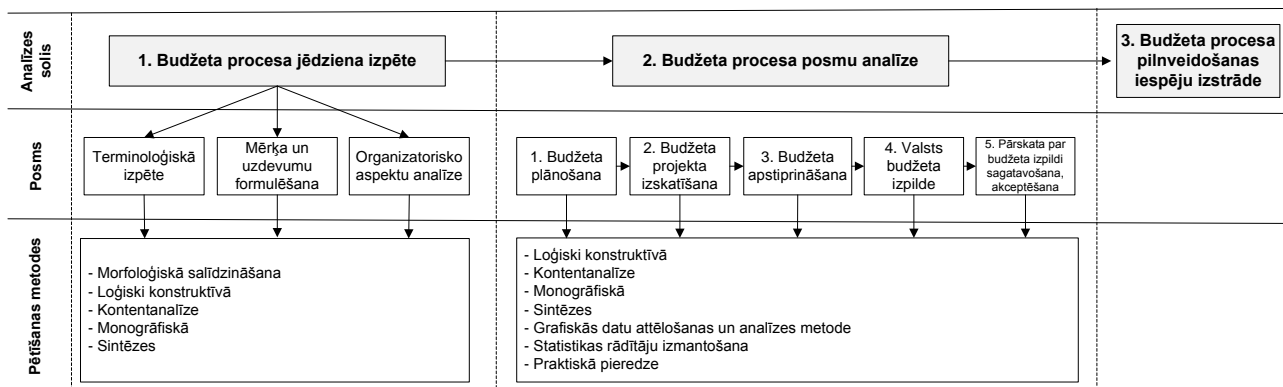 Analīzes
solis
1. Budžeta procesa jēdziena izpēte
2. Budžeta procesa posmu analīze
3. Budžeta procesa
pilnveidošanas
iespēju izstrāde
Posms
Terminoloģiskā
izpēte
Mērķa un
uzdevumu
formulēšana
Organizatorisko
aspektu analīze
1. Budžeta
plānošana
2. Budžeta
projekta
izskatīšana
3. Budžeta
apstiprināšana
4. Valsts
budžeta
izpilde
5. Pārskata par
budžeta izpildi
sagatavošana,
akceptēšana
Pētīšanas metodes
- Morfoloģiskā salīdzināšana
- Loģiski konstruktīvā
- Kontentanalīze
- Monogrāfiskā
- Sintēzes
- Loģiski konstruktīvā
- Kontentanalīze
- Monogrāfiskā
- Sintēzes
- Grafiskās datu attēlošanas un analīzes metode
- Statistikas rādītāju izmantošana
- Praktiskā pieredze